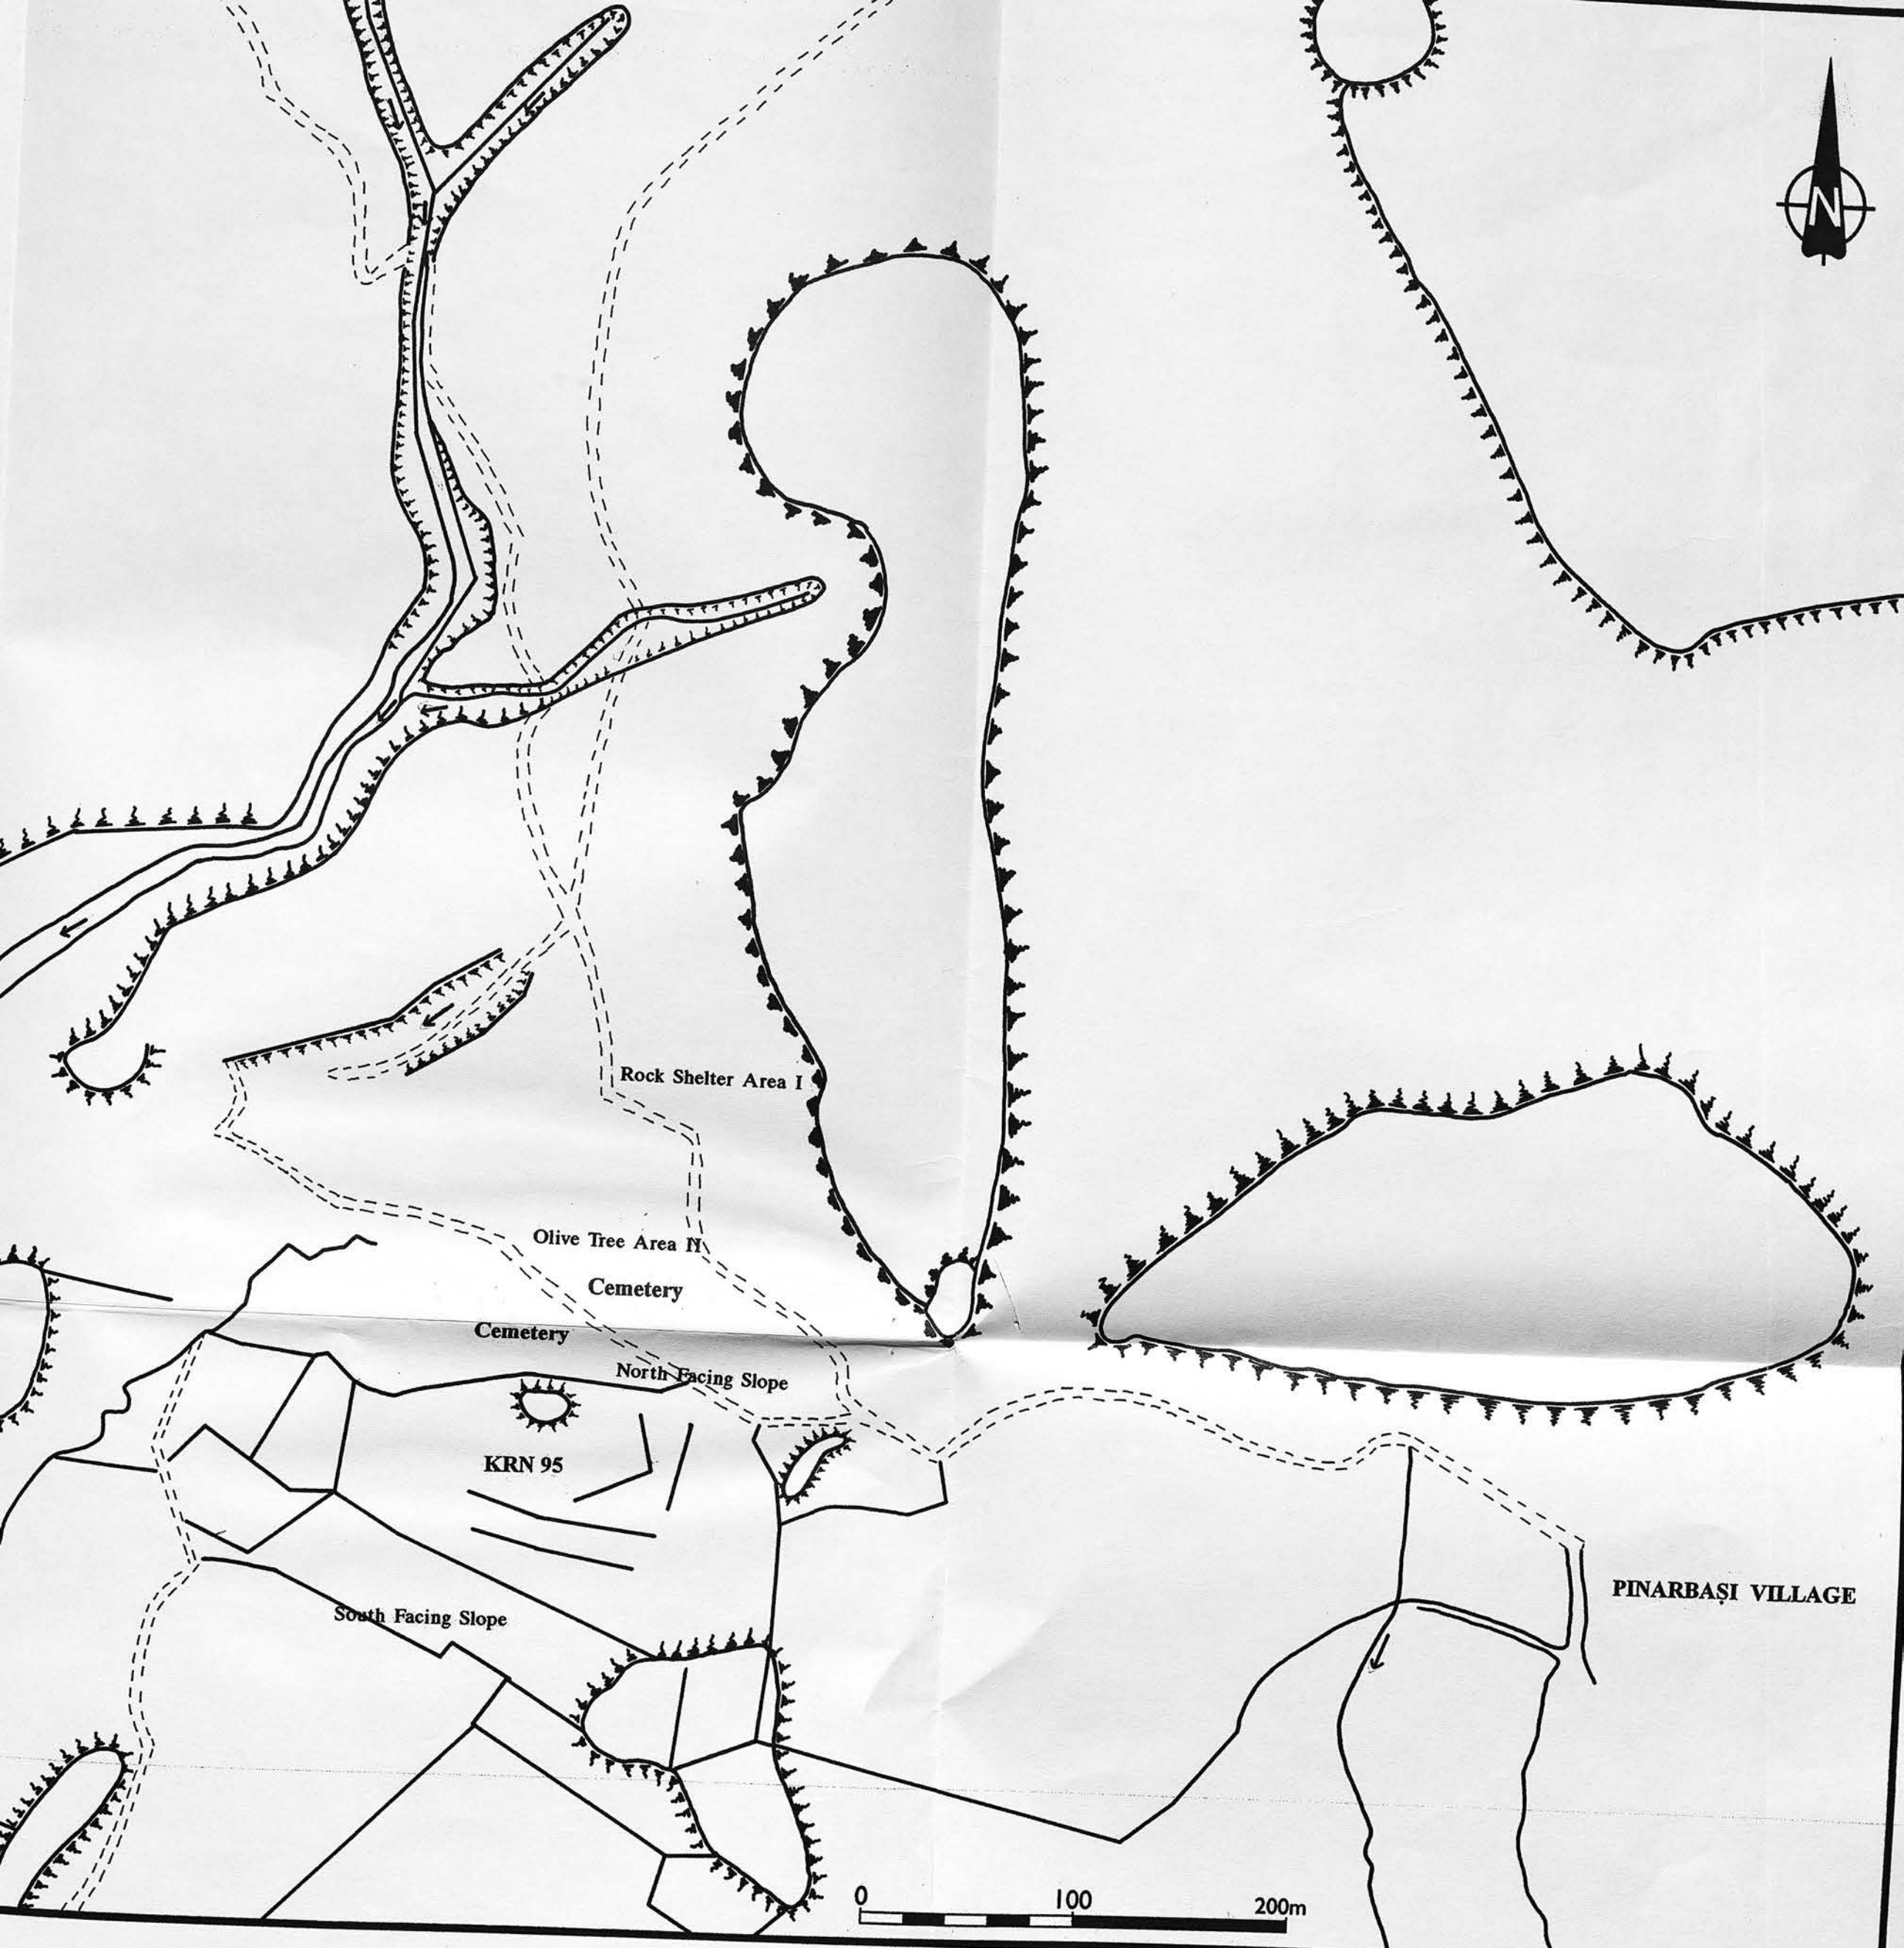 N
Rock Shelter Area I
Olive Tree Area II
Cemetery
Cemetery
North Facing Slope
KRN 95
PINARBAŞI VILLAGE
South Facing Slope
0 100 200m